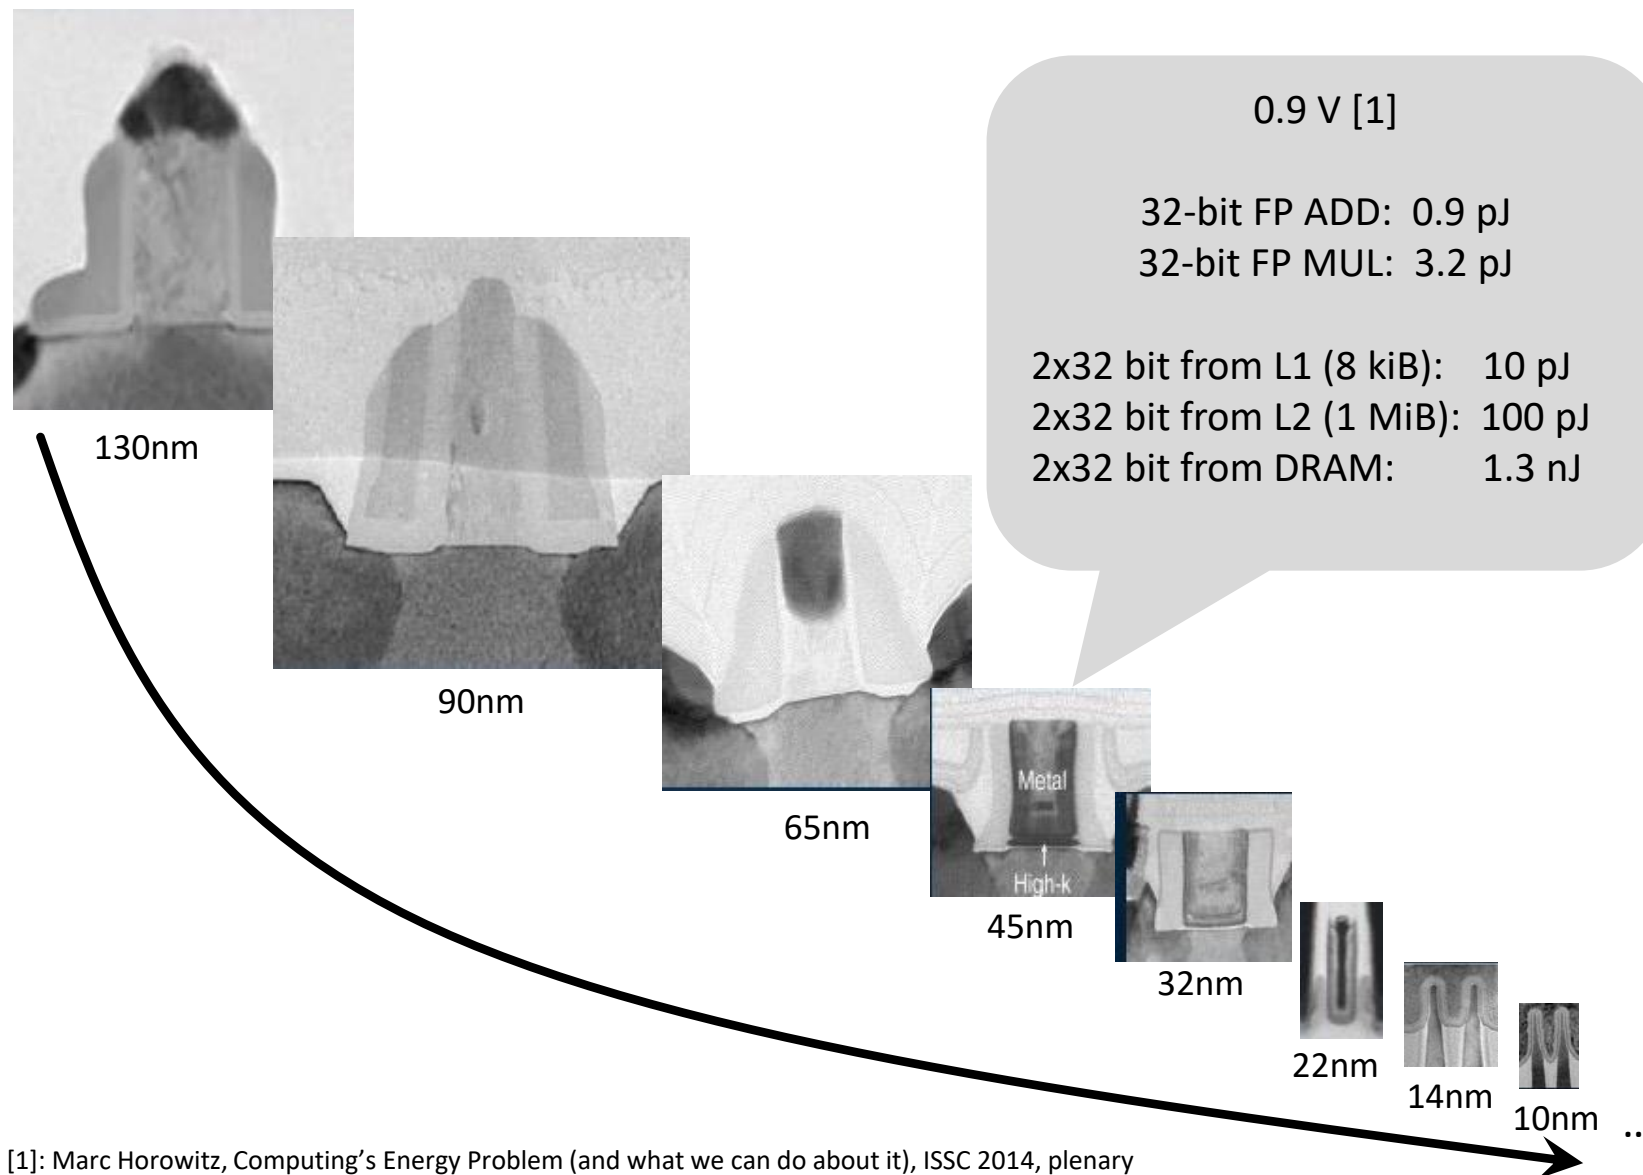 0.9 V [1]
32-bit FP ADD: 0.9 pJ
32-bit FP MUL: 3.2 pJ
2x32 bit from L1 (8 kiB): 10 pJ
2x32 bit from L2 (1 MiB): 100 pJ
2x32 bit from DRAM: 1.3 nJ
130nm
90nm
65nm
Metal
High-k
45nm
32nm
22nm
14nm
10nm
..
[1]: Marc Horowitz, Computing’s Energy Problem (and what we can do about it), ISSC 2014, plenary